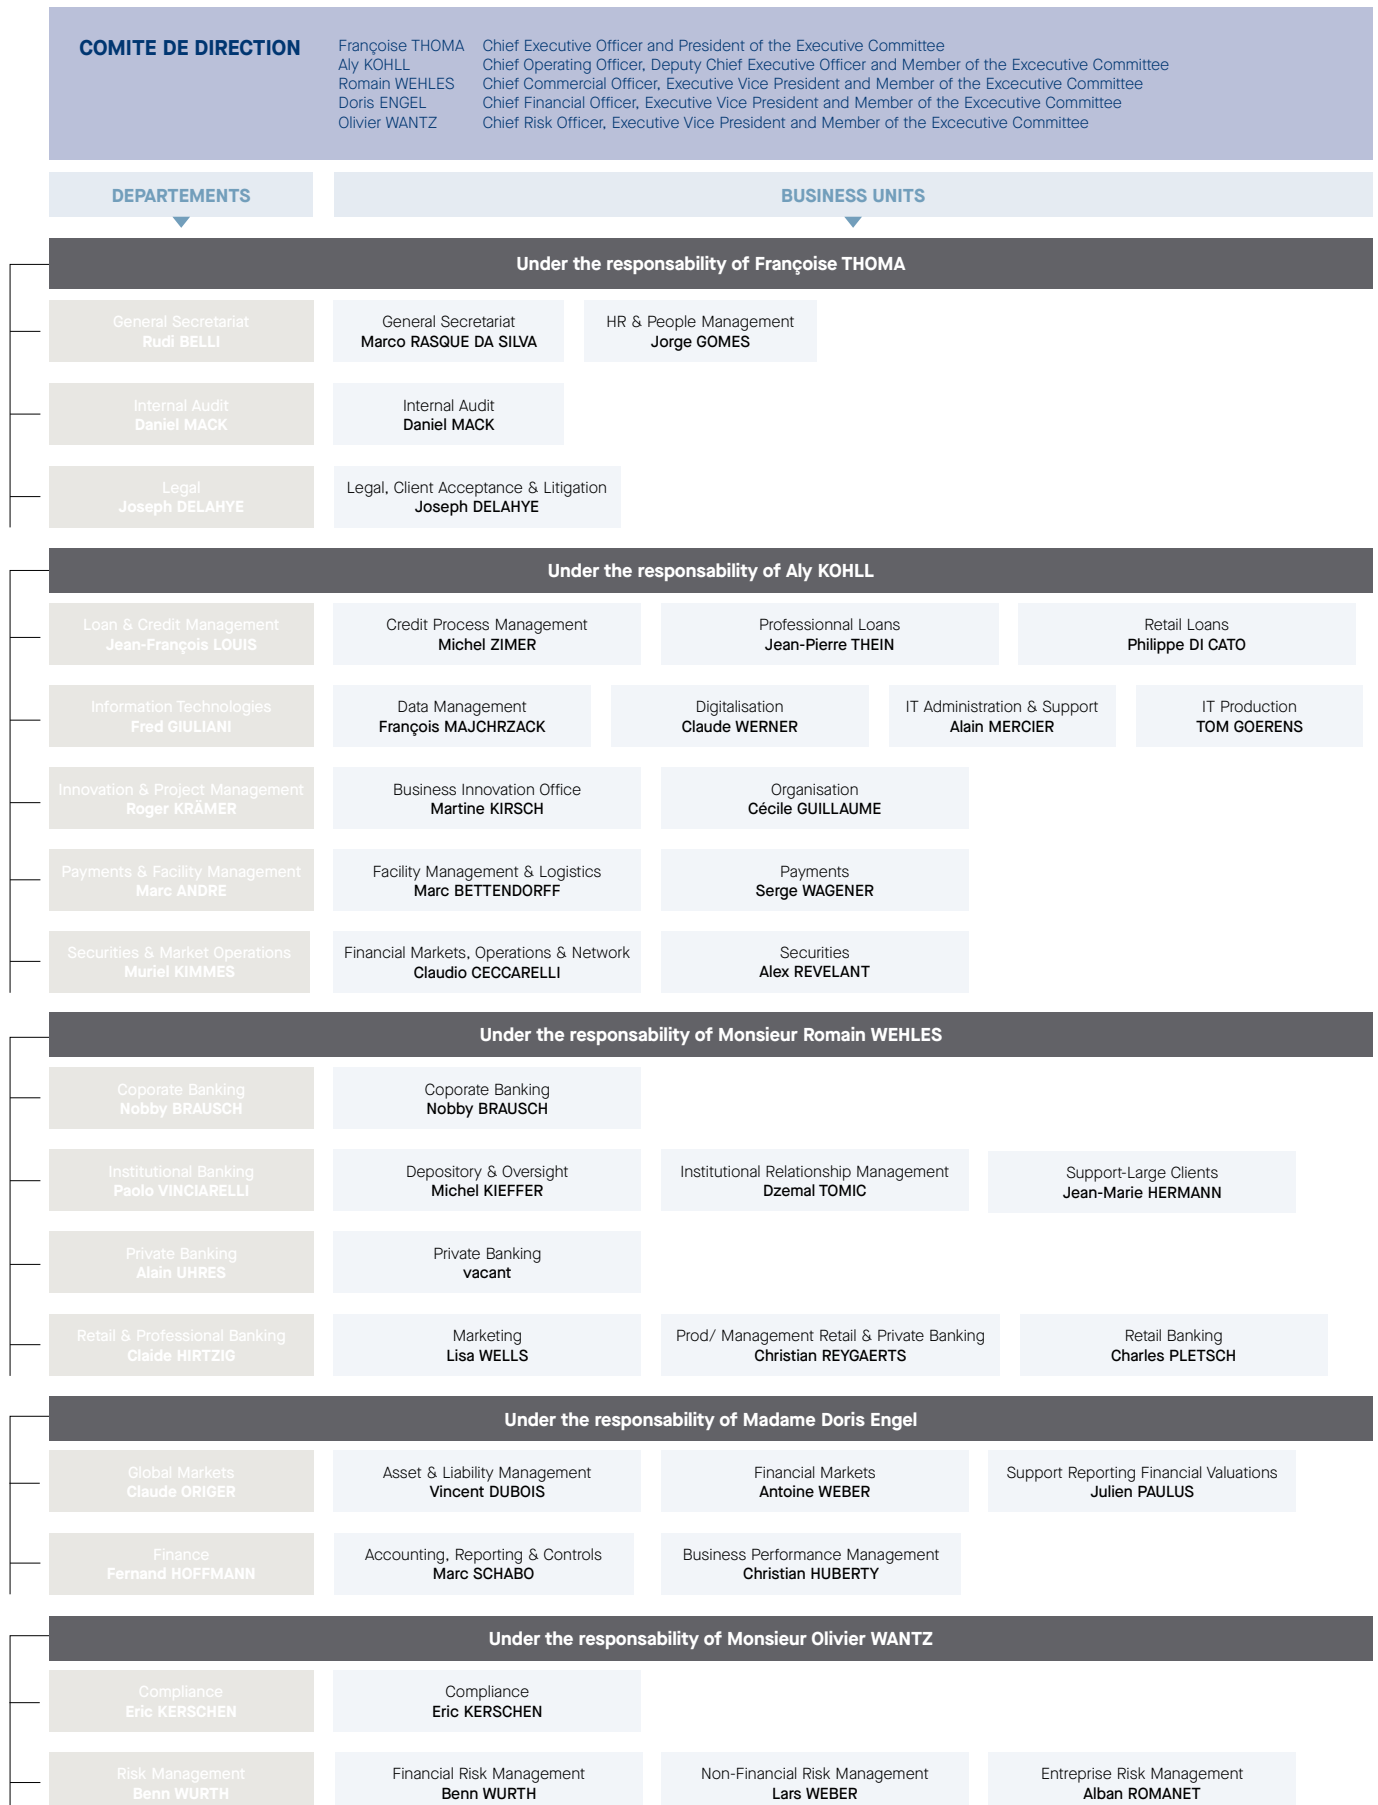 COMITE DE DIRECTION
Françoise THOMA Chief Executive Officer and President of the Executive Committee
Aly KOHLL Chief Operating Officer, Deputy Chief Executive Officer and Member of the Excecutive Committee
Romain WEHLES Chief Commercial Officer, Executive Vice President and Member of the Excecutive Committee
Doris ENGEL Chief Financial Officer, Executive Vice President and Member of the Excecutive Committee
Olivier WANTZ Chief Risk Officer, Executive Vice President and Member of the Excecutive Committee
DEPARTEMENTS
BUSINESS UNITS
Under the responsability of Françoise THOMA
General Secretariat
Rudi BELLI
General Secretariat
Marco RASQUE DA SILVA
HR & People Management
Jorge GOMES
Internal Audit
Daniel MACK
Internal Audit
Daniel MACK
Legal
Joseph DELAHYE
Legal, Client Acceptance & Litigation
Joseph DELAHYE
Under the responsability of Aly KOHLL
Loan & Credit Management
Jean-François LOUIS
Credit Process Management
Michel ZIMER
Professionnal Loans
Jean-Pierre THEIN
Retail Loans
Philippe DI CATO
Information Technologies
Fred GIULIANI
Data Management
François MAJCHRZACK
Digitalisation
Claude WERNER
IT Administration & Support
Alain MERCIER
IT Production
TOM GOERENS
Innovation & Project Management
Roger KRÄMER
Business Innovation Office
Martine KIRSCH
Organisation
Cécile GUILLAUME
Payments & Facility Management
Marc ANDRE
Facility Management & Logistics
Marc BETTENDORFF
Payments
Serge WAGENER
Securities & Market Operations
Muriel KIMMES
Financial Markets, Operations & Network
Claudio CECCARELLI
Securities
Alex REVELANT
Under the responsability of Monsieur Romain WEHLES
Coporate Banking
Nobby BRAUSCH
Coporate Banking
Nobby BRAUSCH
Institutional Banking
Paolo VINCIARELLI
Depository & Oversight
Michel KIEFFER
Institutional Relationship Management
Dzemal TOMIC
Support-Large Clients
Jean-Marie HERMANN
Private Banking
Alain UHRES
Private Banking
vacant
Retail & Professional Banking
Claide HIRTZIG
Marketing
Lisa WELLS
Prod/ Management Retail & Private Banking
Christian REYGAERTS
Retail Banking
Charles PLETSCH
Under the responsability of Madame Doris Engel
Global Markets
Claude ORIGER
Asset & Liability Management
Vincent DUBOIS
Financial Markets
Antoine WEBER
Support Reporting Financial Valuations
Julien PAULUS
Finance
Fernand HOFFMANN
Accounting, Reporting & Controls
Marc SCHABO
Business Performance Management
Christian HUBERTY
Under the responsability of Monsieur Olivier WANTZ
Compliance
Eric KERSCHEN
Compliance
Eric KERSCHEN
Risk Management
Benn WURTH
Financial Risk Management
Benn WURTH
Non-Financial Risk Management
Lars WEBER
Entreprise Risk Management
Alban ROMANET